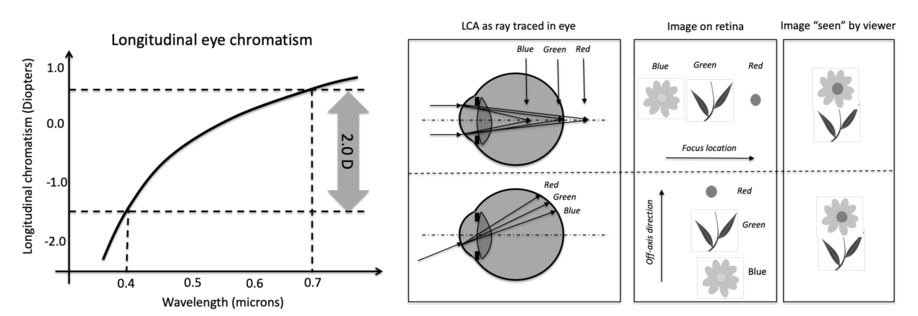 Longitudinal eye chromatism
Longitudinal chromatism (Diopters)
1.0
0.0
-1.0
-2.0
2.0 D
0.4
0.5
0.6
0.7
Wavelength (microns)
LCA as ray traced in eye
Blue
Green
Red
Red
Green
Blue
Image on retina
Blue
Green
Red
Focus location
Off-axis direction
Red
Green
Blue
Image “seen” by viewer